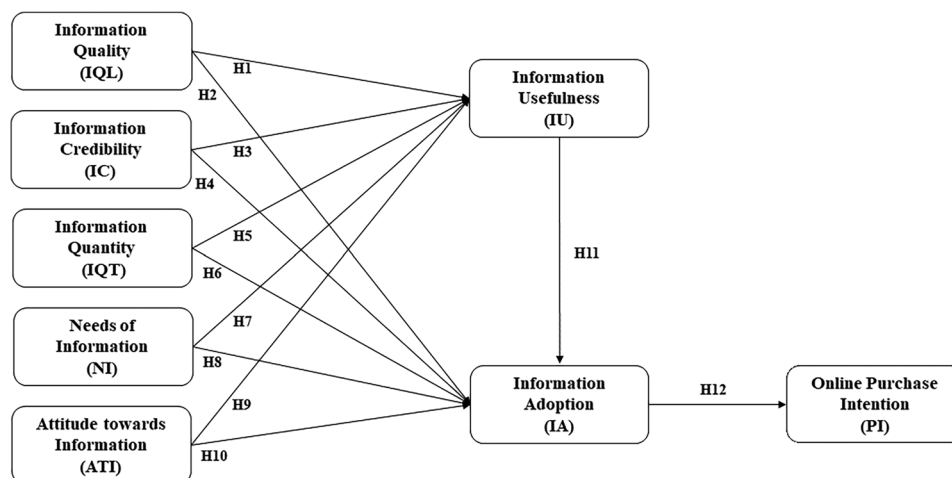 Information
Quality
(IQL)
H1
H2
Information
Usefulness
(IU)
Information
Credibility
(IC)
H3
H4
Information
Quantity
(IQT)
H5
H6
H11
Needs of
Information
(NI)
H7
H8
Information
Adoption
(IA)
H12
Online Purchase
Intention
(PI)
Attitude towards
Information
(ATI)
H9
H10